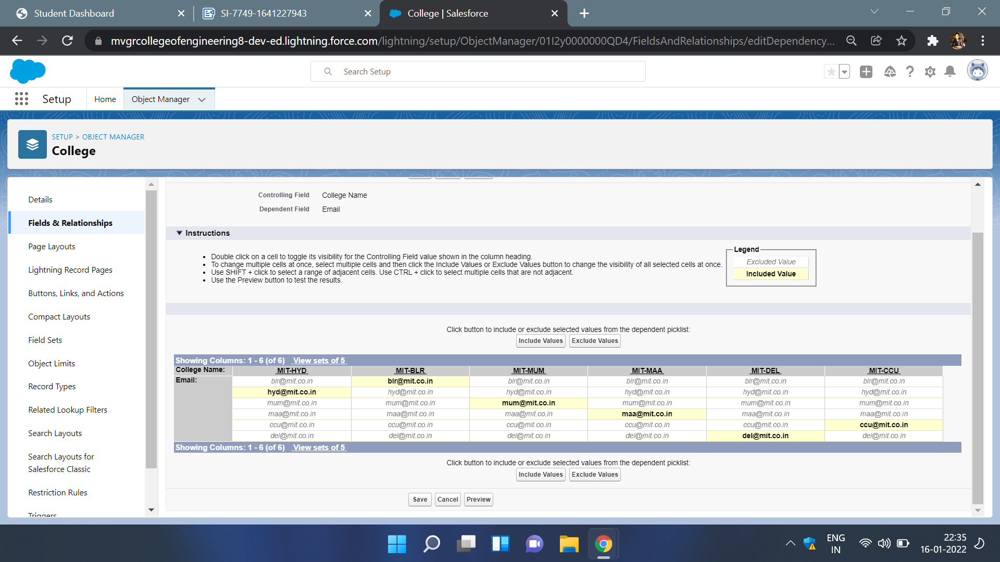 Student Dashboard
SI-7749-1641227943
College | Salesforce
mvgrcollegeofengineering8-dev-ed.lightning.force.com/lightning/setup/ObjectManager/01I2y0000000QD4/FieldsAndRelationships/editDependency...
Search Setup
Setup Home Object Manager
SETUP > OBJECT MANAGER
College
Details
Fields & Relationships
Page Layouts
Lightning Record Pages
Buttons, Links, and Actions
Compact Layouts
Field Sets
Object Limits
Record Types
Related Lookup Filters
Search Layouts
Search Layouts for
Salesforce Classic
Restriction Rules
Triggers
Controlling Field College Name
Dependent Field Email
Instructions
• Double click on a cell to toggle its visibility for the Controlling Field value shown in the column heading.
• To change multiple cells at once, select multiple cells and then click the Include Values or Exclude Values button to change the visibility of all selected cells at once.
• Use SHIFT + click to select a range of adjacent cells. Use CTRL + click to select multiple cells that are not adjacent.
• Use the Preview button to test the results.
Legend
Excluded Value
Included Value
Click button to include or exclude selected values from the dependent picklist:
Include Values Exclude Values
Showing Columns: 1 - 6 (of 6) View sets of 5
College Name: MIT-HYD MIT-BLR MIT-MUM MIT-MAA MIT-DEL MIT-CCU
Email: blr@mit.co.in blr@mit.co.in blr@mit.co.in blr@mit.co.in blr@mit.co.in blr@mit.co.in
hyd@mit.co.in hyd@mit.co.in hyd@mit.co.in hyd@mit.co.in hyd@mit.co.in hyd@mit.co.in
mum@mit.co.in mum@mit.co.in mum@mit.co.in mum@mit.co.in mum@mit.co.in mum@mit.co.in
maa@mit.co.in maa@mit.co.in maa@mit.co.in maa@mit.co.in maa@mit.co.in maa@mit.co.in
ccu@mit.co.in ccu@mit.co.in ccu@mit.co.in ccu@mit.co.in ccu@mit.co.in ccu@mit.co.in
del@mit.co.in del@mit.co.in del@mit.co.in del@mit.co.in del@mit.co.in del@mit.co.in
Showing Columns: 1 - 6 (of 6) View sets of 5
Click button to include or exclude selected values from the dependent picklist:
Include Values Exclude Values
Save Cancel Preview
ENG
IN
22:35
16-01-2022